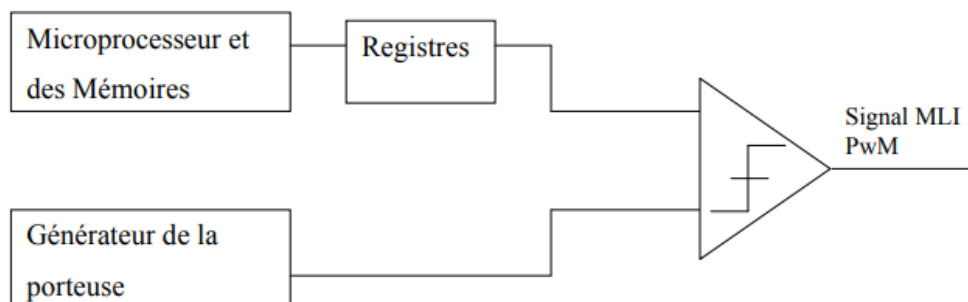 Microprocesseur et
des Mémoires
Registres
Signal MLI
PwM
Générateur de la
porteuse